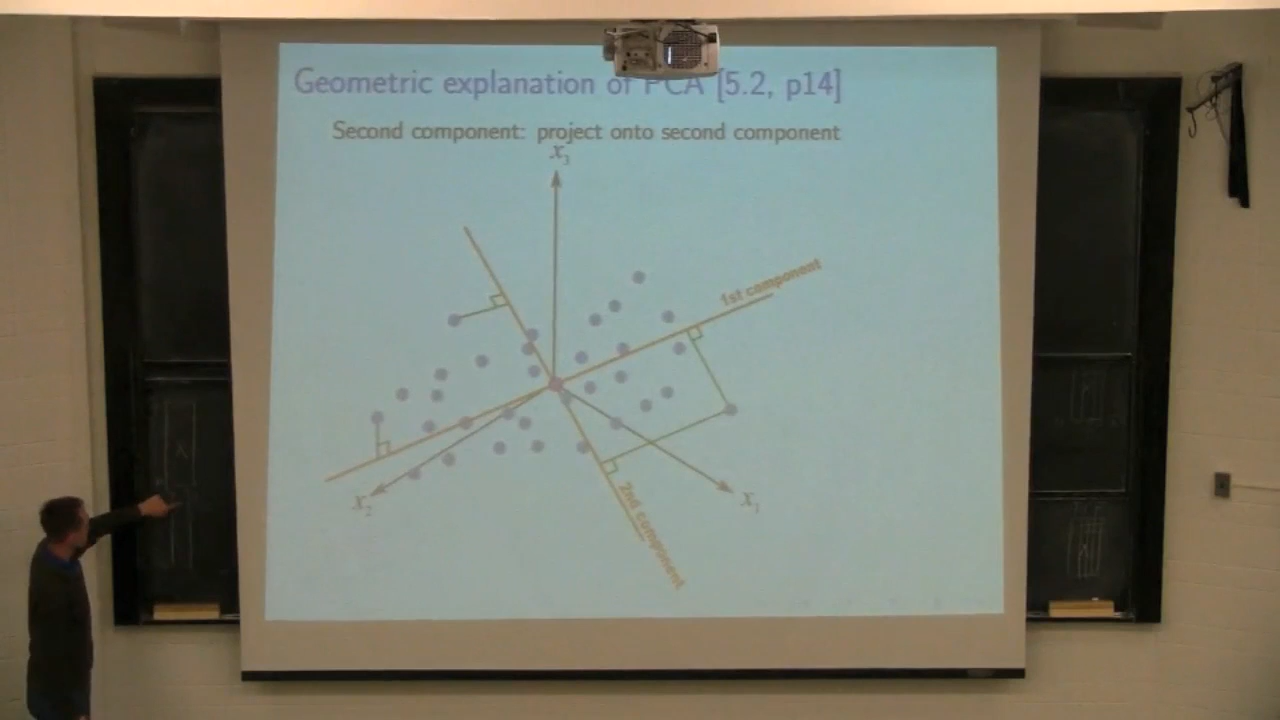 Geometric explanation of PCA [5.2, p14]
Second component: project onto second component
x₃
1st component
x₂
x₁
2nd component